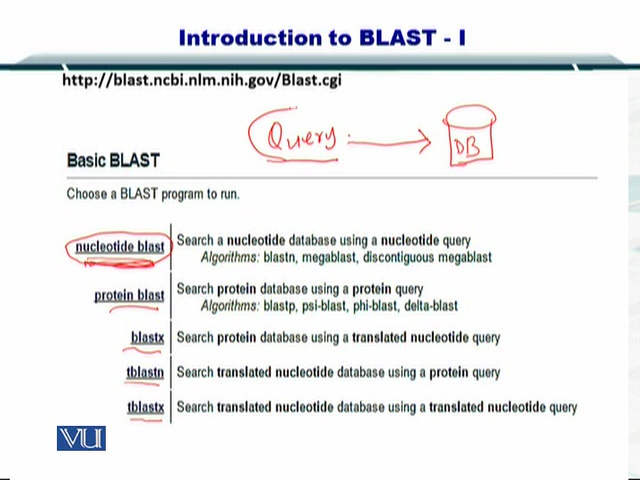 Introduction to BLAST - I
http://blast.ncbi.nlm.nih.gov/Blast.cgi
Query
DB
Basic BLAST
Choose a BLAST program to run.
nucleotide blast
Search a nucleotide database using a nucleotide query
Algorithms: blastn, megablast, discontiguous megablast
protein blast
Search protein database using a protein query
Algorithms: blastp, psi-blast, phi-blast, delta-blast
blastx
Search protein database using a translated nucleotide query
tblastn
Search translated nucleotide database using a protein query
tblastx
Search translated nucleotide database using a translated nucleotide query
VU